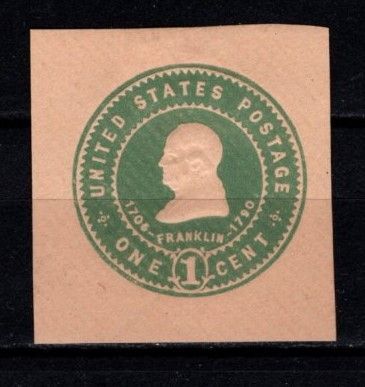 UNITED STATES POSTAGE
1706-FRANKLIN-1790
ONE 1 CENT